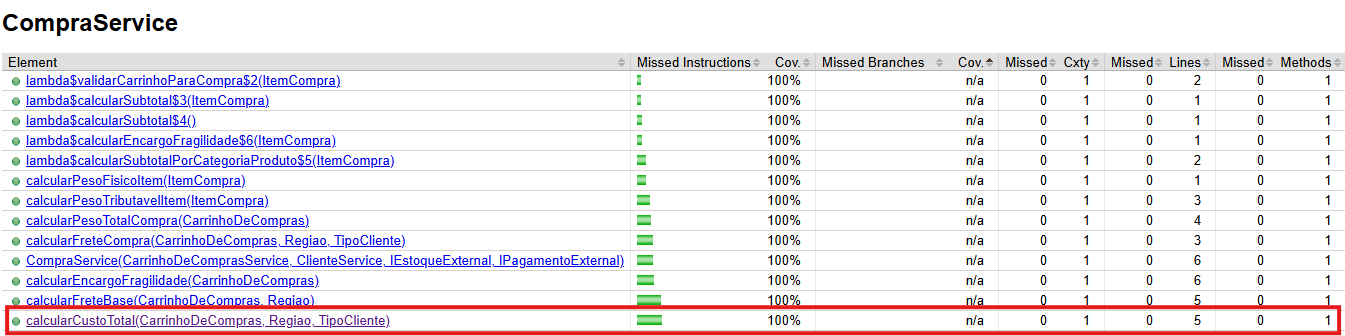 CompraService
Element Missed Instructions Cov. Missed Branches Cov. Missed Cxty Missed Lines Missed Methods
lambda$validarCarrinhoParaCompra$2(ItemCompra) 100% n/a 0 1 0 2 0 1
lambda$calcularSubtotal$3(ItemCompra) 100% n/a 0 1 0 1 0 1
lambda$calcularSubtotal$4() 100% n/a 0 1 0 1 0 1
lambda$calcularEncargoFragilidade$6(ItemCompra) 100% n/a 0 1 0 1 0 1
lambda$calcularSubtotalPorCategoriaProduto$5(ItemCompra) 100% n/a 0 1 0 2 0 1
calcularPesoFisicoItem(ItemCompra) 100% n/a 0 1 0 1 0 1
calcularPesoTributavelItem(ItemCompra) 100% n/a 0 1 0 3 0 1
calcularPesoTotalCompra(CarrinhoDeCompras) 100% n/a 0 1 0 4 0 1
calcularFreteCompra(CarrinhoDeCompras, Regiao, TipoCliente) 100% n/a 0 1 0 3 0 1
CompraService(CarrinhoDeComprasService, ClienteService, IEstoqueExternal, IPagamentoExternal) 100% n/a 0 1 0 6 0 1
calcularEncargoFragilidade(CarrinhoDeCompras) 100% n/a 0 1 0 6 0 1
calcularFreteBase(CarrinhoDeCompras, Regiao) 100% n/a 0 1 0 5 0 1
calcularCustoTotal(CarrinhoDeCompras, Regiao, TipoCliente) 100% n/a 0 1 0 5 0 1